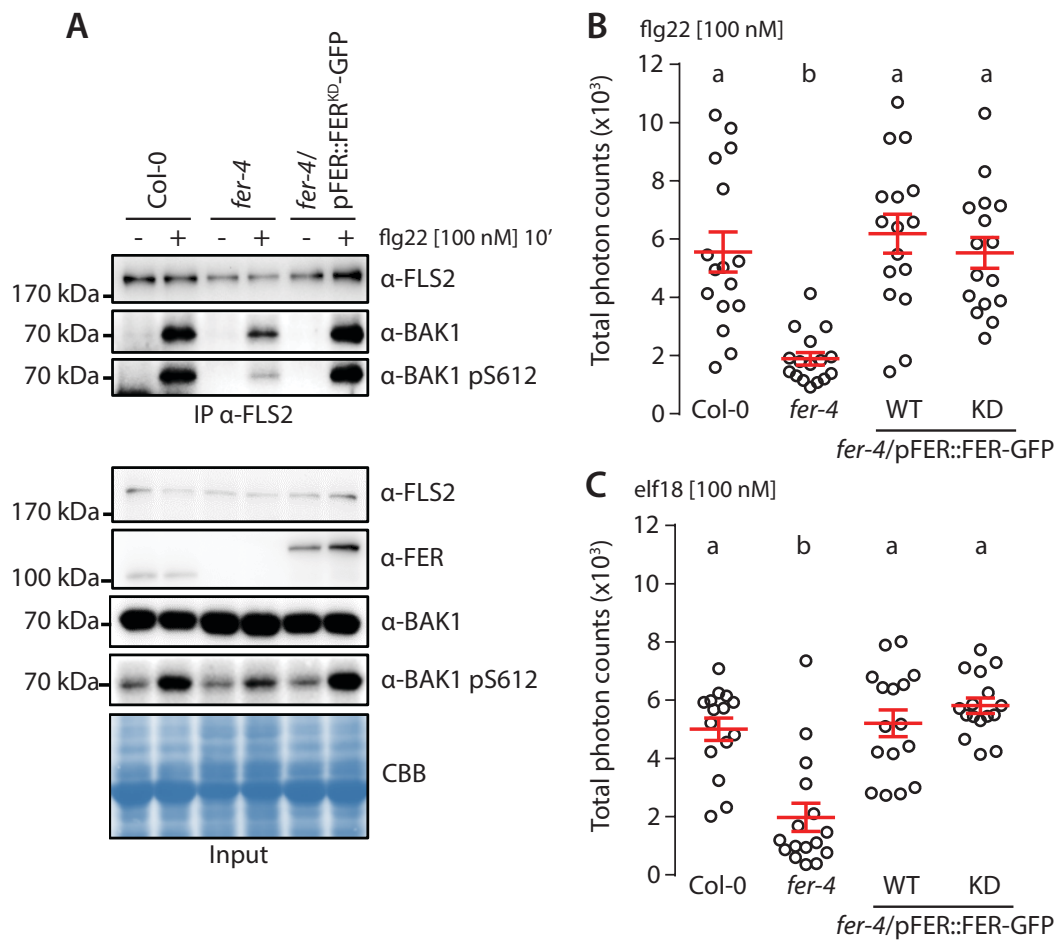 A
Col-0
fer-4
fer-4/
pFER::FERKD-GFP
- + - + - + flg22 [100 nM] 10’
170 kDa
α-FLS2
70 kDa
α-BAK1
70 kDa
α-BAK1 pS612
IP α-FLS2
170 kDa
α-FLS2
100 kDa
α-FER
70 kDa
α-BAK1
70 kDa
α-BAK1 pS612
CBB
Input
B flg22 [100 nM]
Total photon counts (x10³)
12
10
8
6
4
2
0
a b a a
Col-0 fer-4 WT KD
fer-4/pFER::FER-GFP
C elf18 [100 nM]
Total photon counts (x10³)
12
10
8
6
4
2
0
a b a a
Col-0 fer-4 WT KD
fer-4/pFER::FER-GFP